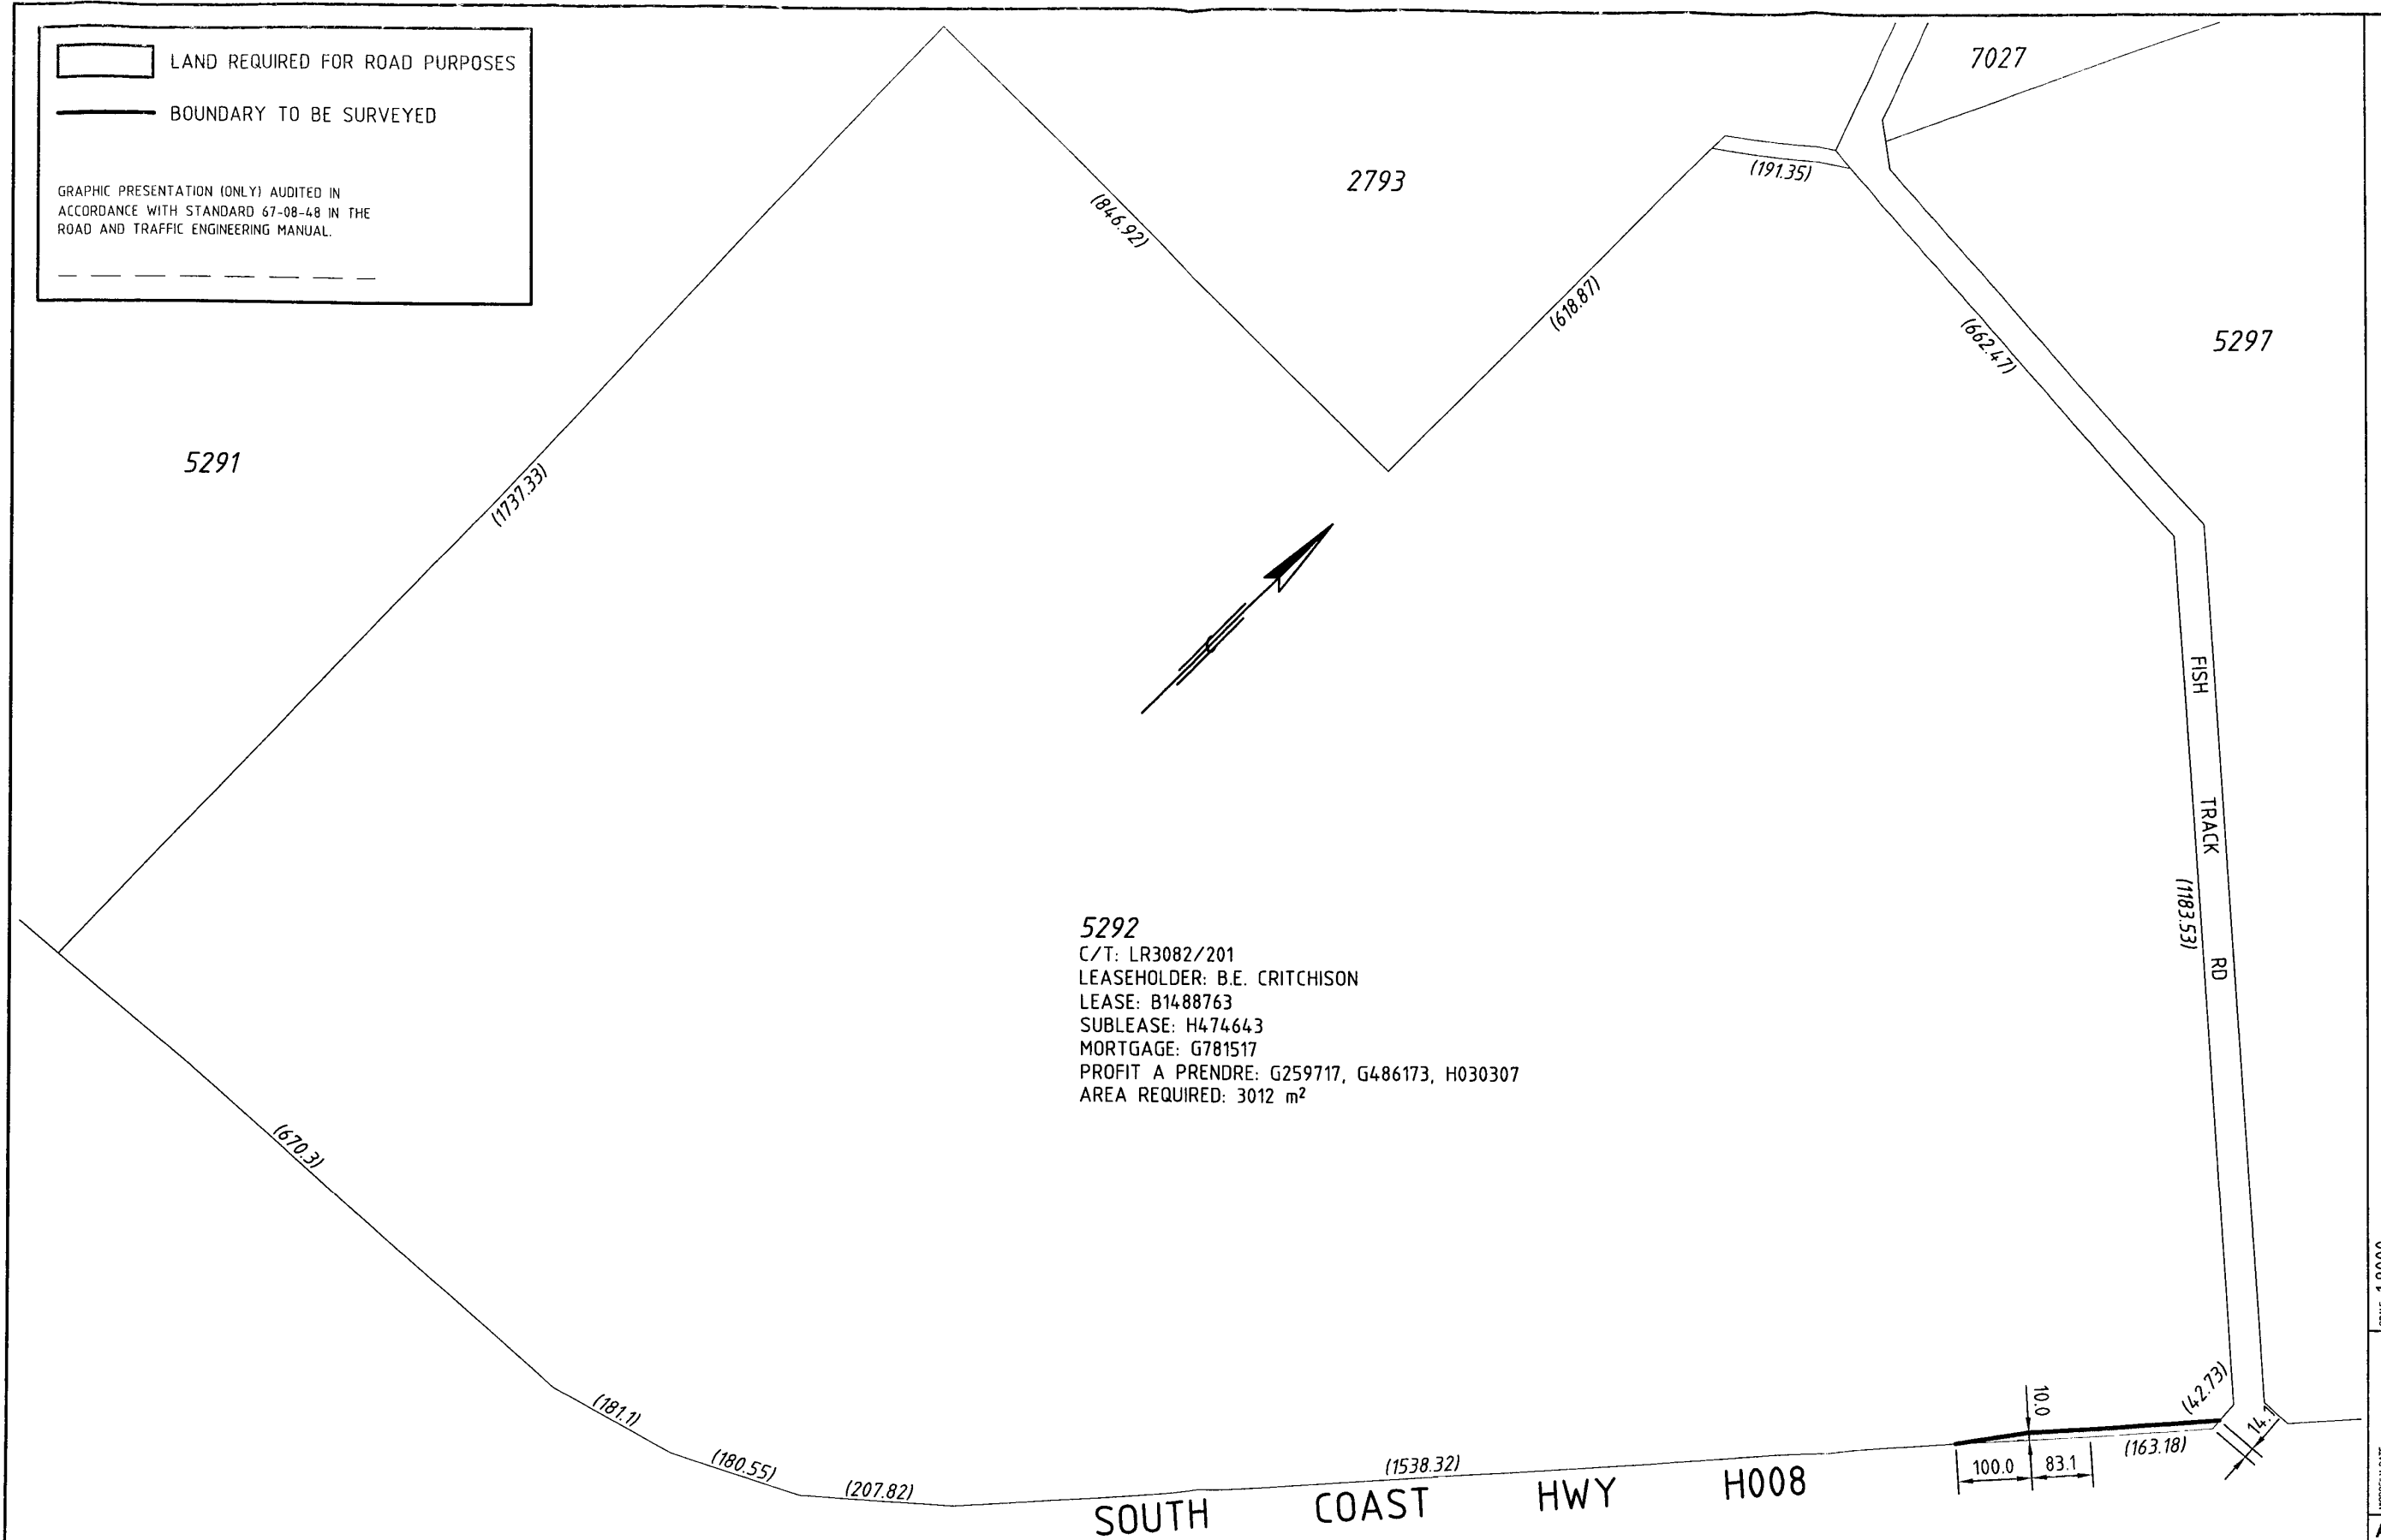 LAND REQUIRED FOR ROAD PURPOSES
BOUNDARY TO BE SURVEYED
GRAPHIC PRESENTATION (ONLY) AUDITED IN
ACCORDANCE WITH STANDARD 67-08-48 IN THE
ROAD AND TRAFFIC ENGINEERING MANUAL.
7027
2793
(191.35)
(846.92)
(618.87)
(662.47)
5297
5291
(1737.33)
FISH TRACK RD
(1183.53)
5292
C/T: LR3082/201
LEASEHOLDER: B.E. CRITCHISON
LEASE: B1488763
SUBLEASE: H474643
MORTGAGE: G781517
PROFIT A PRENDRE: G259717, G486173, H030307
AREA REQUIRED: 3012 m²
(670.3)
(181.1)
(180.55)
(207.82)
(1538.32)
10.0
(42.73)
14.1
(163.18)
100.0
83.1
SOUTH COAST HWY H008